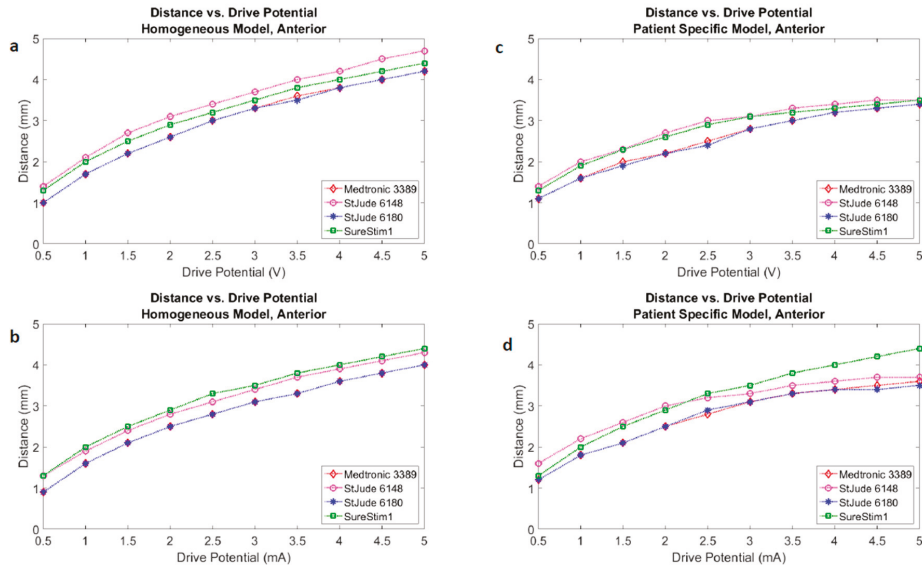 a
Distance vs. Drive Potential
Homogeneous Model, Anterior
Distance (mm)
5
4
3
2
1
0
0.5 1 1.5 2 2.5 3 3.5 4 4.5 5
Drive Potential (V)
Medtronic 3389
StJude 6148
StJude 6180
SureStim1
c
Distance vs. Drive Potential
Patient Specific Model, Anterior
Distance (mm)
5
4
3
2
1
0
0.5 1 1.5 2 2.5 3 3.5 4 4.5 5
Drive Potential (V)
Medtronic 3389
StJude 6148
StJude 6180
SureStim1
b
Distance vs. Drive Potential
Homogeneous Model, Anterior
Distance (mm)
5
4
3
2
1
0
0.5 1 1.5 2 2.5 3 3.5 4 4.5 5
Drive Potential (mA)
Medtronic 3389
StJude 6148
StJude 6180
SureStim1
d
Distance vs. Drive Potential
Patient Specific Model, Anterior
Distance (mm)
5
4
3
2
1
0
0.5 1 1.5 2 2.5 3 3.5 4 4.5 5
Drive Potential (mA)
Medtronic 3389
StJude 6148
StJude 6180
SureStim1